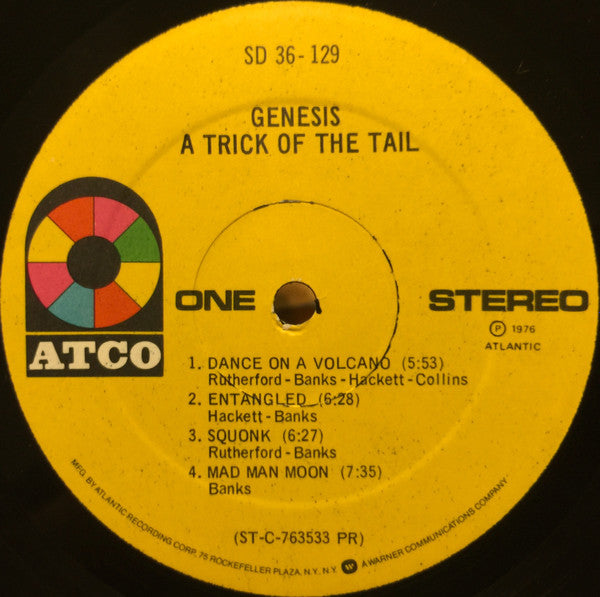 SD 36-129
GENESIS
A TRICK OF THE TAIL
ATCO
ONE
STEREO
Ⓟ 1976
ATLANTIC
1. DANCE ON A VOLCANO (5:53)
Rutherford-Banks-Hackett-Collins
2. ENTANGLED (6:28)
Hackett-Banks
3. SQUONK (6:27)
Rutherford-Banks
4. MAD MAN MOON (7:35)
Banks
(ST-C-763533 PR)
MFG. BY ATLANTIC RECORDING CORP. 75 ROCKEFELLER PLAZA, N.Y. N.Y. W A WARNER COMMUNICATIONS COMPANY